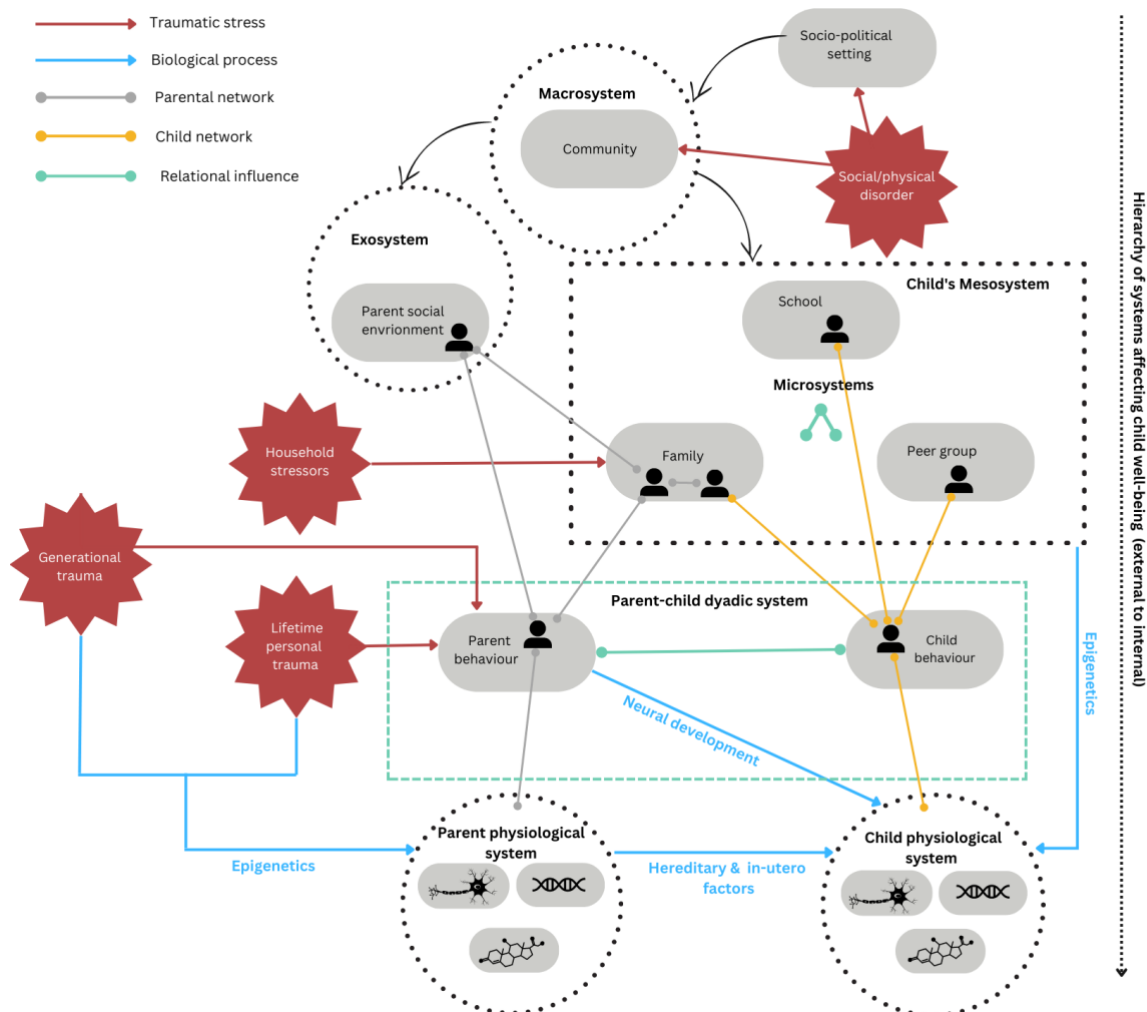 Traumatic stress
Biological process
Parental network
Child network
Relational influence
Socio-political
setting
Macrosystem
Community
Social/physical
disorder
Exosystem
Parent social
envrionment
Child's Mesosystem
School
Microsystems
Household
stressors
Family
Peer group
Generational
trauma
Lifetime
personal
trauma
Parent-child dyadic system
Parent
behaviour
Child
behaviour
Neural development
Epigenetics
Hierarchy of systems affecting child well-being (external to internal)
Parent physiological
system
Child physiological
system
Epigenetics
Hereditary & in-utero
factors